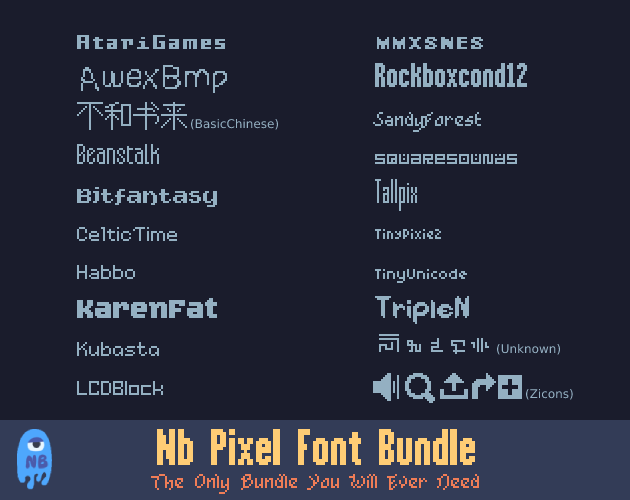 AtariGames
AwexBmp
不和书来 (BasicChinese)
Beanstalk
Bitfantasy
CelticTime
Habbo
KarenFat
Kubasta
LCDBlock
MMXSNES
Rockboxcond12
SandyForest
SQUARESOUNDS
Tallpix
TinyPixie2
TinyUnicode
TripleN
(Unknown)
(Zicons)
NB
Nb Pixel Font Bundle
The Only Bundle You Will Ever Need